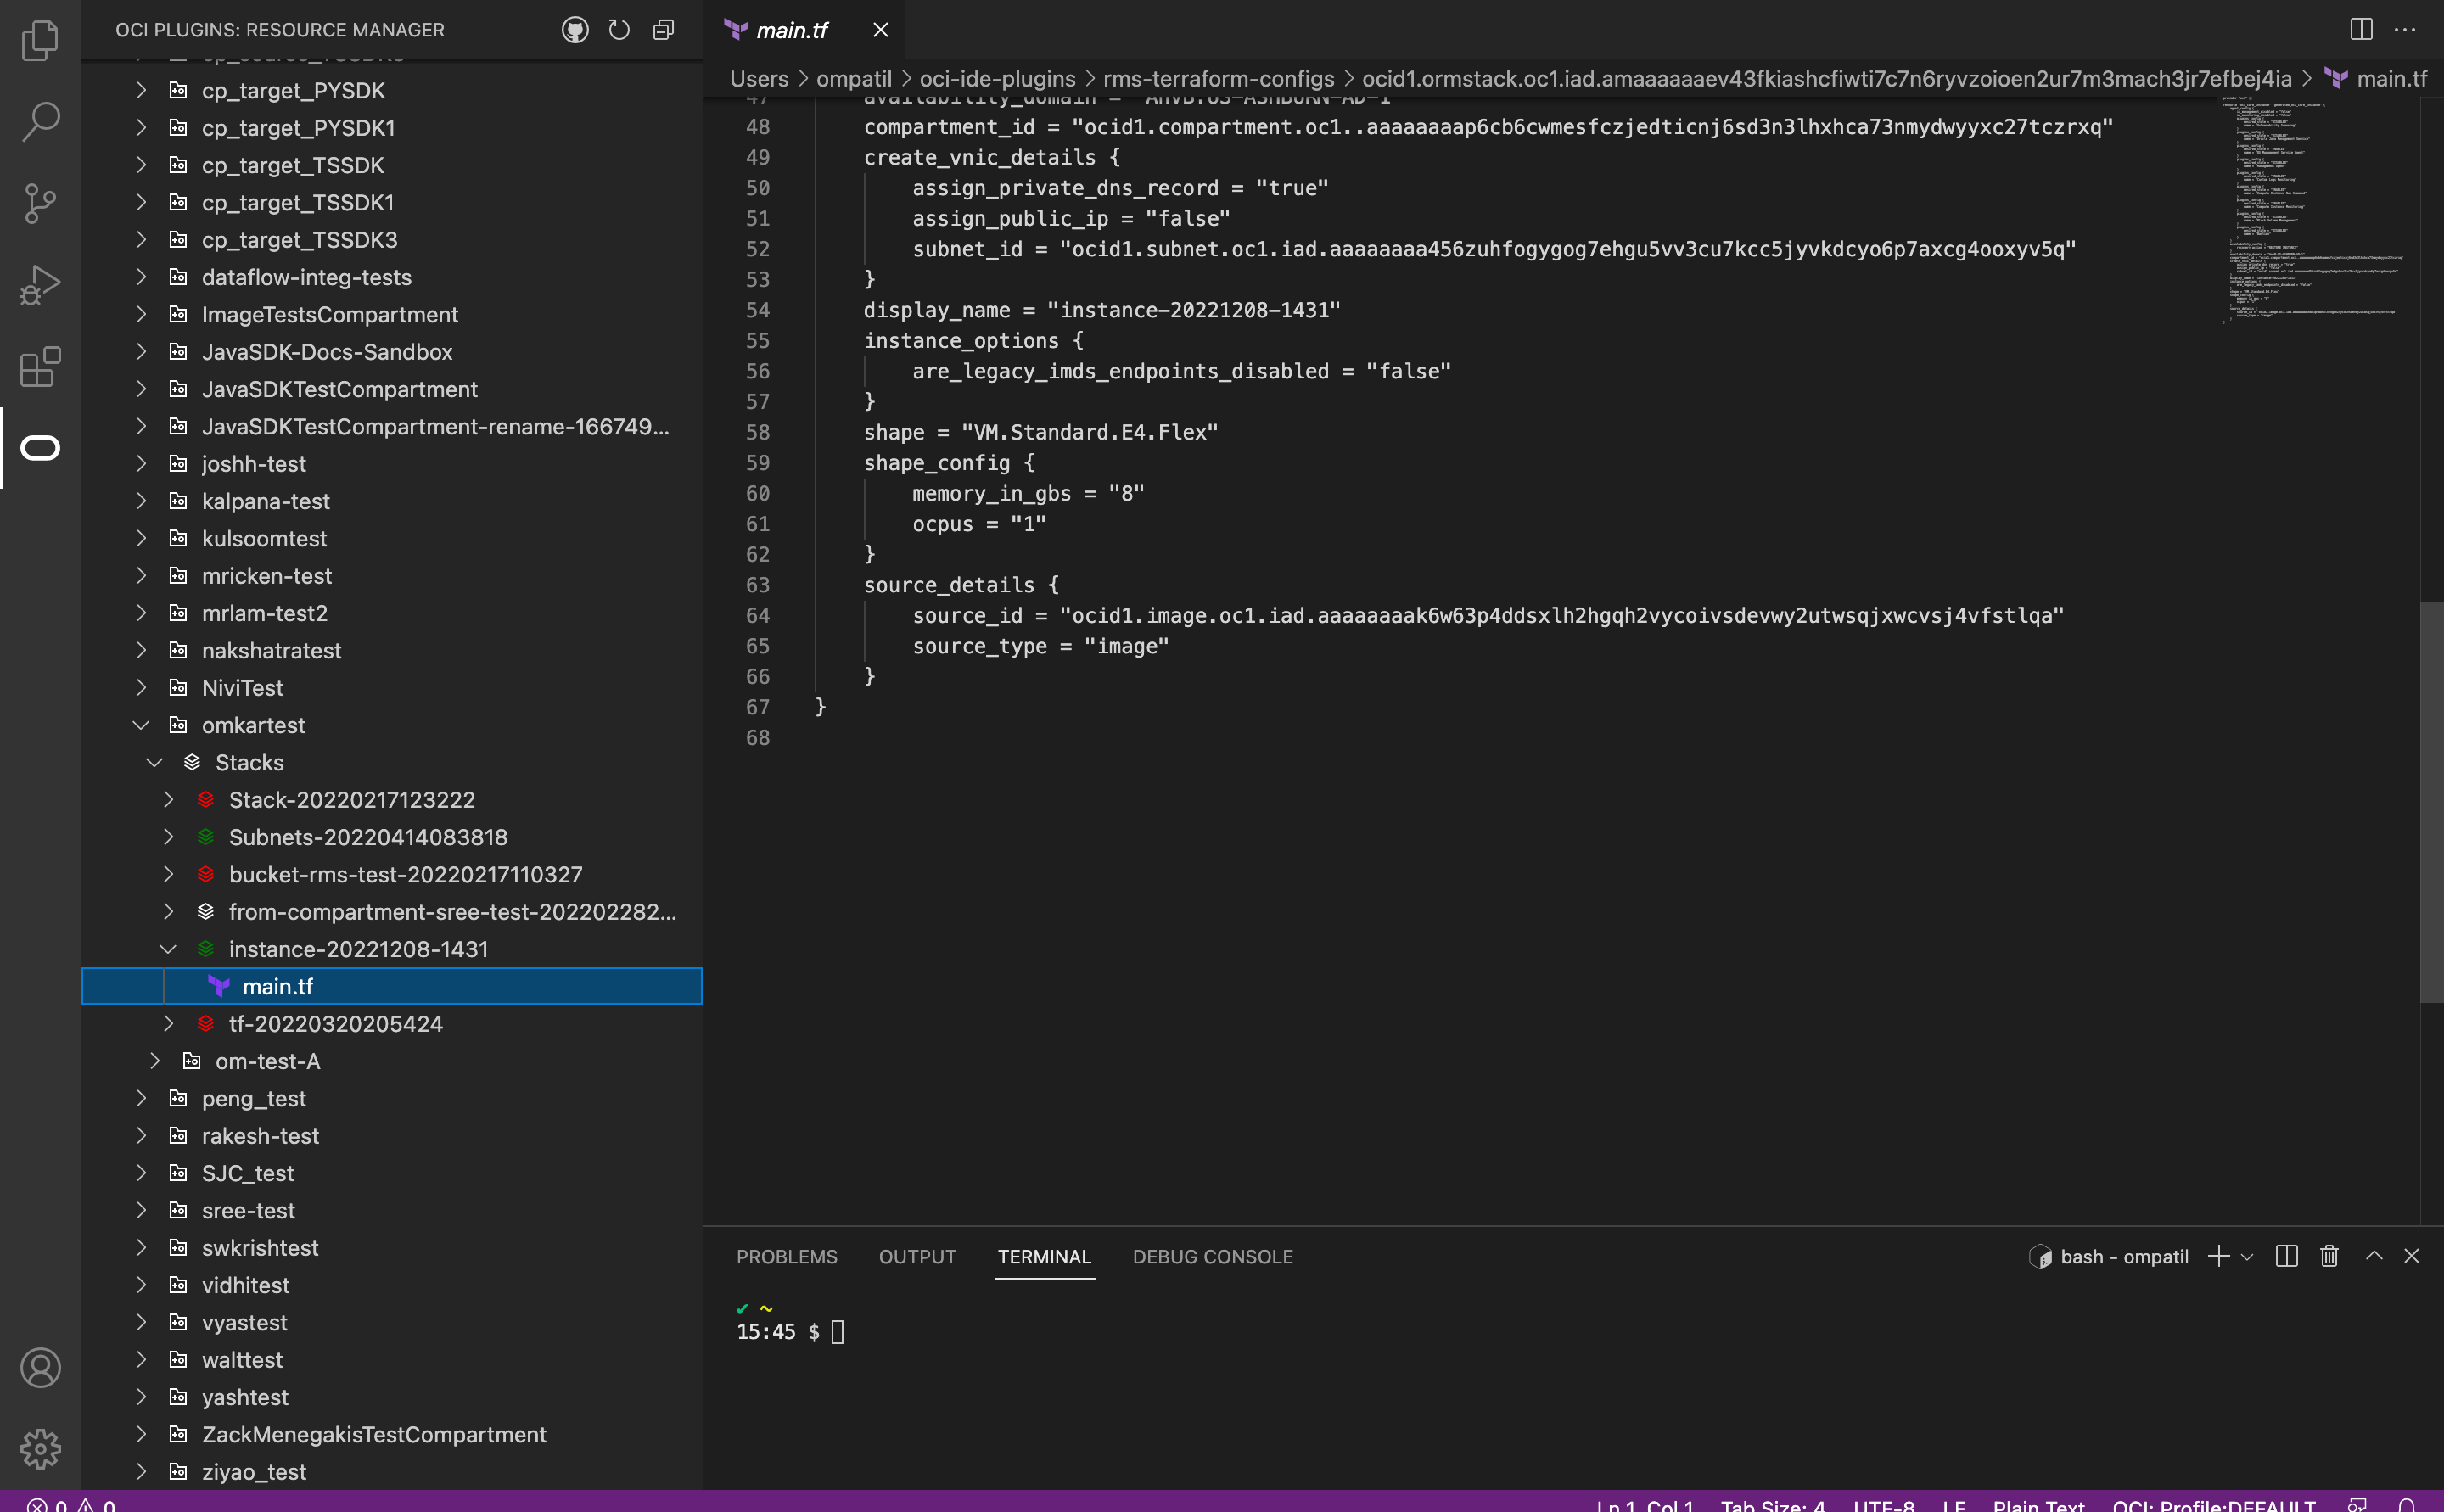 OCI PLUGINS: RESOURCE MANAGER
cp_target_PYSDK
cp_target_PYSDK1
cp_target_TSSDK
cp_target_TSSDK1
cp_target_TSSDK3
dataflow-integ-tests
ImageTestsCompartment
JavaSDK-Docs-Sandbox
JavaSDKTestCompartment
JavaSDKTestCompartment-rename-166749...
joshh-test
kalpana-test
kulsoomtest
mricken-test
mrlam-test2
nakshatratest
NiviTest
omkartest
Stacks
Stack-20220217123222
Subnets-20220414083818
bucket-rms-test-20220217110327
from-compartment-sree-test-202202282...
instance-20221208-1431
main.tf
tf-20220320205424
om-test-A
peng_test
rakesh-test
SJC_test
sree-test
swkrishtest
vidhitest
vyastest
walttest
yashtest
ZackMenegakisTestCompartment
ziyao_test
main.tf
Users > ompatil > oci-ide-plugins > rms-terraform-configs > ocid1.ormstack.oc1.iad.amaaaaaaev43fkiashcfiwti7c7n6ryvzoioen2ur7m3mach3jr7efbej4ia > main.tf
47 availability_domain =
48 compartment_id = "ocid1.compartment.oc1..aaaaaaaap6cb6cwmesfczjedticnj6sd3n3lhxhca73nmydwyyxc27tczrxq"
49 create_vnic_details {
50 assign_private_dns_record = "true"
51 assign_public_ip = "false"
52 subnet_id = "ocid1.subnet.oc1.iad.aaaaaaaa456zuhfogygog7ehgu5vv3cu7kcc5jyvkdcyo6p7axcg4ooxyv5q"
53 }
54 display_name = "instance-20221208-1431"
55 instance_options {
56 are_legacy_imds_endpoints_disabled = "false"
57 }
58 shape = "VM.Standard.E4.Flex"
59 shape_config {
60 memory_in_gbs = "8"
61 ocpus = "1"
62 }
63 source_details {
64 source_id = "ocid1.image.oc1.iad.aaaaaaaak6w63p4ddsxlh2hgqh2vycoivsdevwy2utwsqjxwcvsj4vfstlqa"
65 source_type = "image"
66 }
67 }
68
PROBLEMS OUTPUT TERMINAL DEBUG CONSOLE
bash - ompatil
✔ ~
15:45 $
0 0
Ln 1, Col 1 Tab Size: 4 UTF-8 LF Plain Text OCI: Profile:DEFAULT